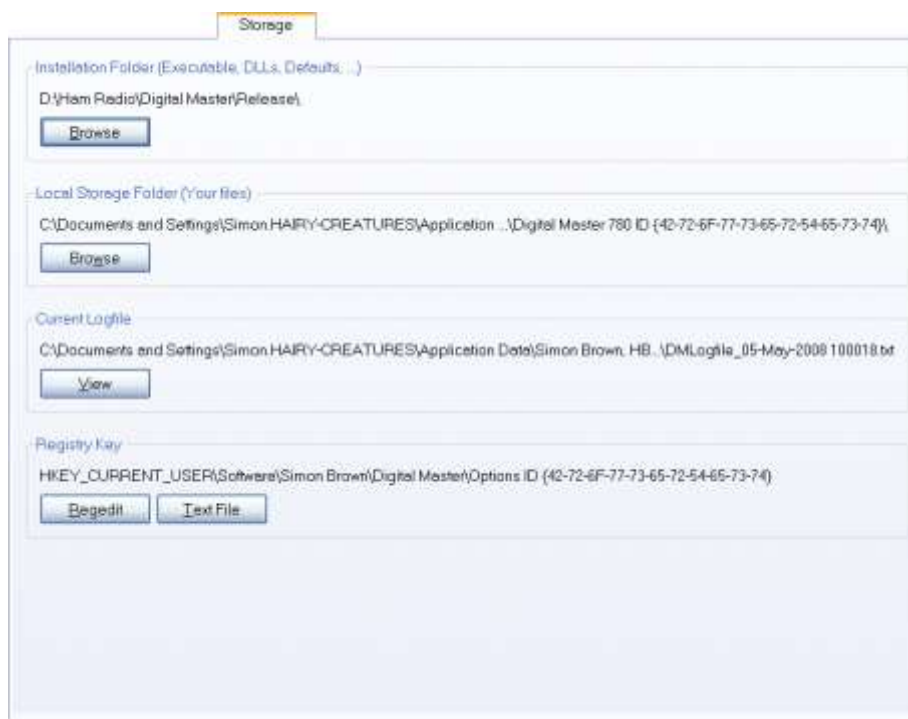 Storage
Installation Folder (Executable, DLLs, Defaults, ...)
D:\Ham Radio\Digital Master\Release\
Browse
Local Storage Folder (Your files)
C:\Documents and Settings\Simon.HAIRY-CREATURES\Application ...\Digital Master 780 ID {42-72-6F-77-73-65-72-54-65-73-74}\
Browse
Current Logfile
C:\Documents and Settings\Simon.HAIRY-CREATURES\Application Data\Simon Brown, HB...\DMLogfile_05-May-2008 100018.txt
View
Registry Key
HKEY_CURRENT_USER\Software\Simon Brown\Digital Master\Options ID {42-72-6F-77-73-65-72-54-65-73-74}
Regedit Text File